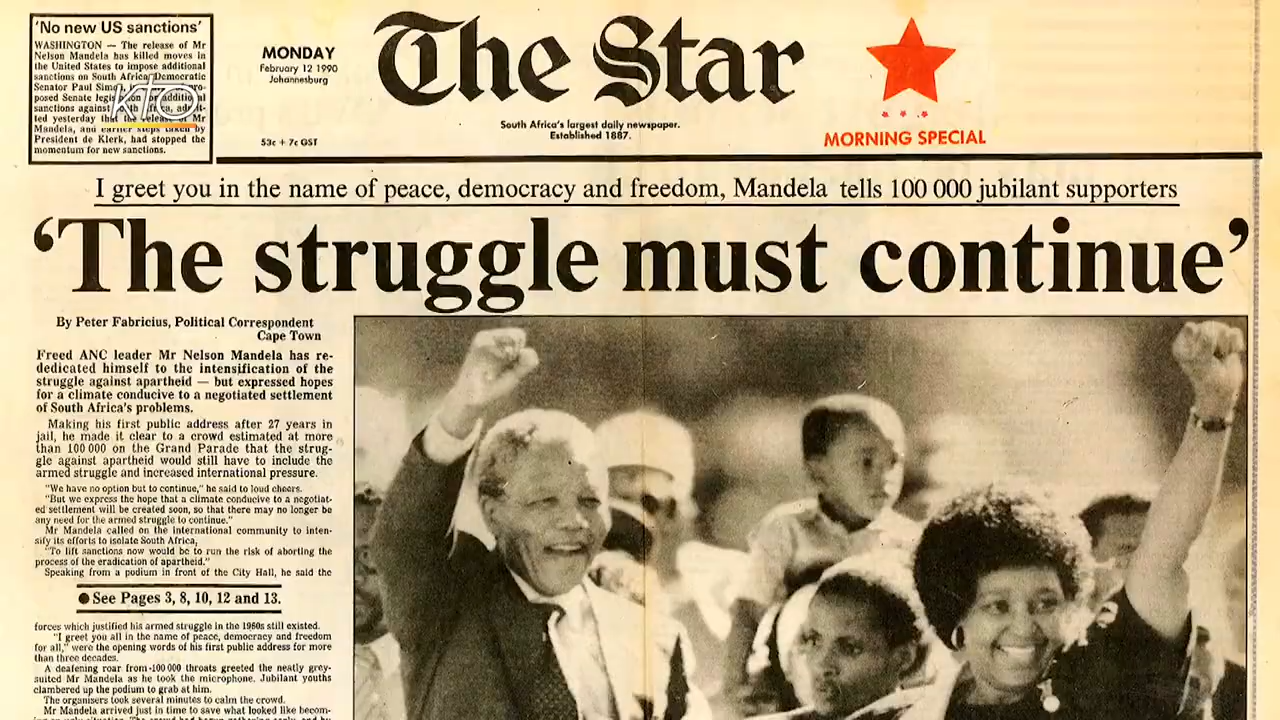 'No new US sanctions'
WASHINGTON — The release of Mr
Nelson Mandela has killed moves in
the United States to impose additional
sanctions on South Africa. Democratic
Senator Paul
posed Senate
sanctions against
ted yesterday that the release of Mr
Mandela, and earlier steps taken by
President de Klerk, had stopped the
momentum for new sanctions.
kto
MONDAY
February 12 1990
Johannesburg
53c + 7c GST
The Star
South Africa's largest daily newspaper.
Established 1887.
MORNING SPECIAL
I greet you in the name of peace, democracy and freedom, Mandela tells 100 000 jubilant supporters
'The struggle must continue'
By Peter Fabricius, Political Correspondent
Cape Town
Freed ANC leader Mr Nelson Mandela has re-
dedicated himself to the intensification of the
struggle against apartheid — but expressed hopes
for a climate conducive to a negotiated settlement
of South Africa's problems.
Making his first public address after 27 years in
jail, he made it clear to a crowd estimated at more
than 100 000 on the Grand Parade that the strug-
gle against apartheid would still have to include the
armed struggle and increased international pressure.
"We have no option but to continue," he said to loud cheers.
"But we express the hope that a climate conducive to a negotiat-
ed settlement will be created soon, so that there may no longer be
any need for the armed struggle to continue."
Mr Mandela called on the international community to inten-
sify its efforts to isolate South Africa.
"To lift sanctions now would be to run the risk of aborting the
process of the eradication of apartheid."
Speaking from a podium in front of the City Hall, he said the
● See Pages 3, 8, 10, 12 and 13.
forces which justified his armed struggle in the 1960s still existed.
"I greet you all in the name of peace, democracy and freedom
for all," were the opening words of his first public address for more
than three decades.
A deafening roar from 100 000 throats greeted the neatly grey-
suited Mr Mandela as he took the microphone. Jubilant youths
clambered up the podium to grab at him.
The organisers took several minutes to calm the crowd.
Mr Mandela arrived just in time to save what looked like becom-